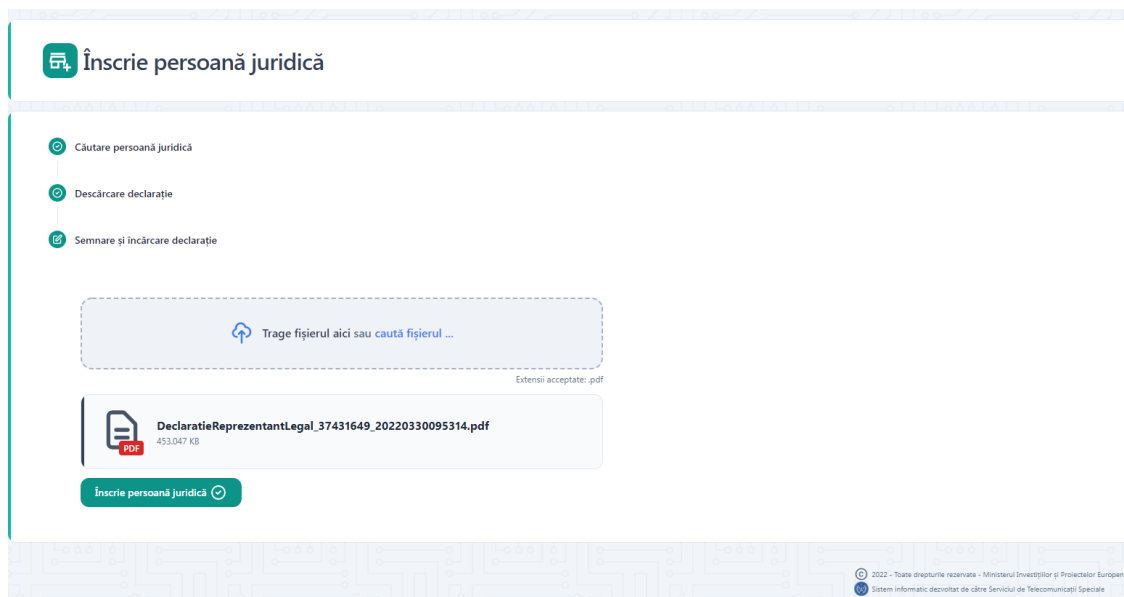 Înscrie persoană juridică
Căutare persoană juridică
Descărcare declarație
Semnare și încărcare declarație
Trage fișierul aici sau caută fișierul ...
Extensii acceptate: .pdf
DeclaratieReprezentantLegal_37431649_20220330095314.pdf
453.047 KB
PDF
Înscrie persoană juridică
© 2022 - Toate drepturile rezervate - Ministerul Investițiilor și Proiectelor Europen
Sistem informatic dezvoltat de către Serviciul de Telecomunicații Speciale